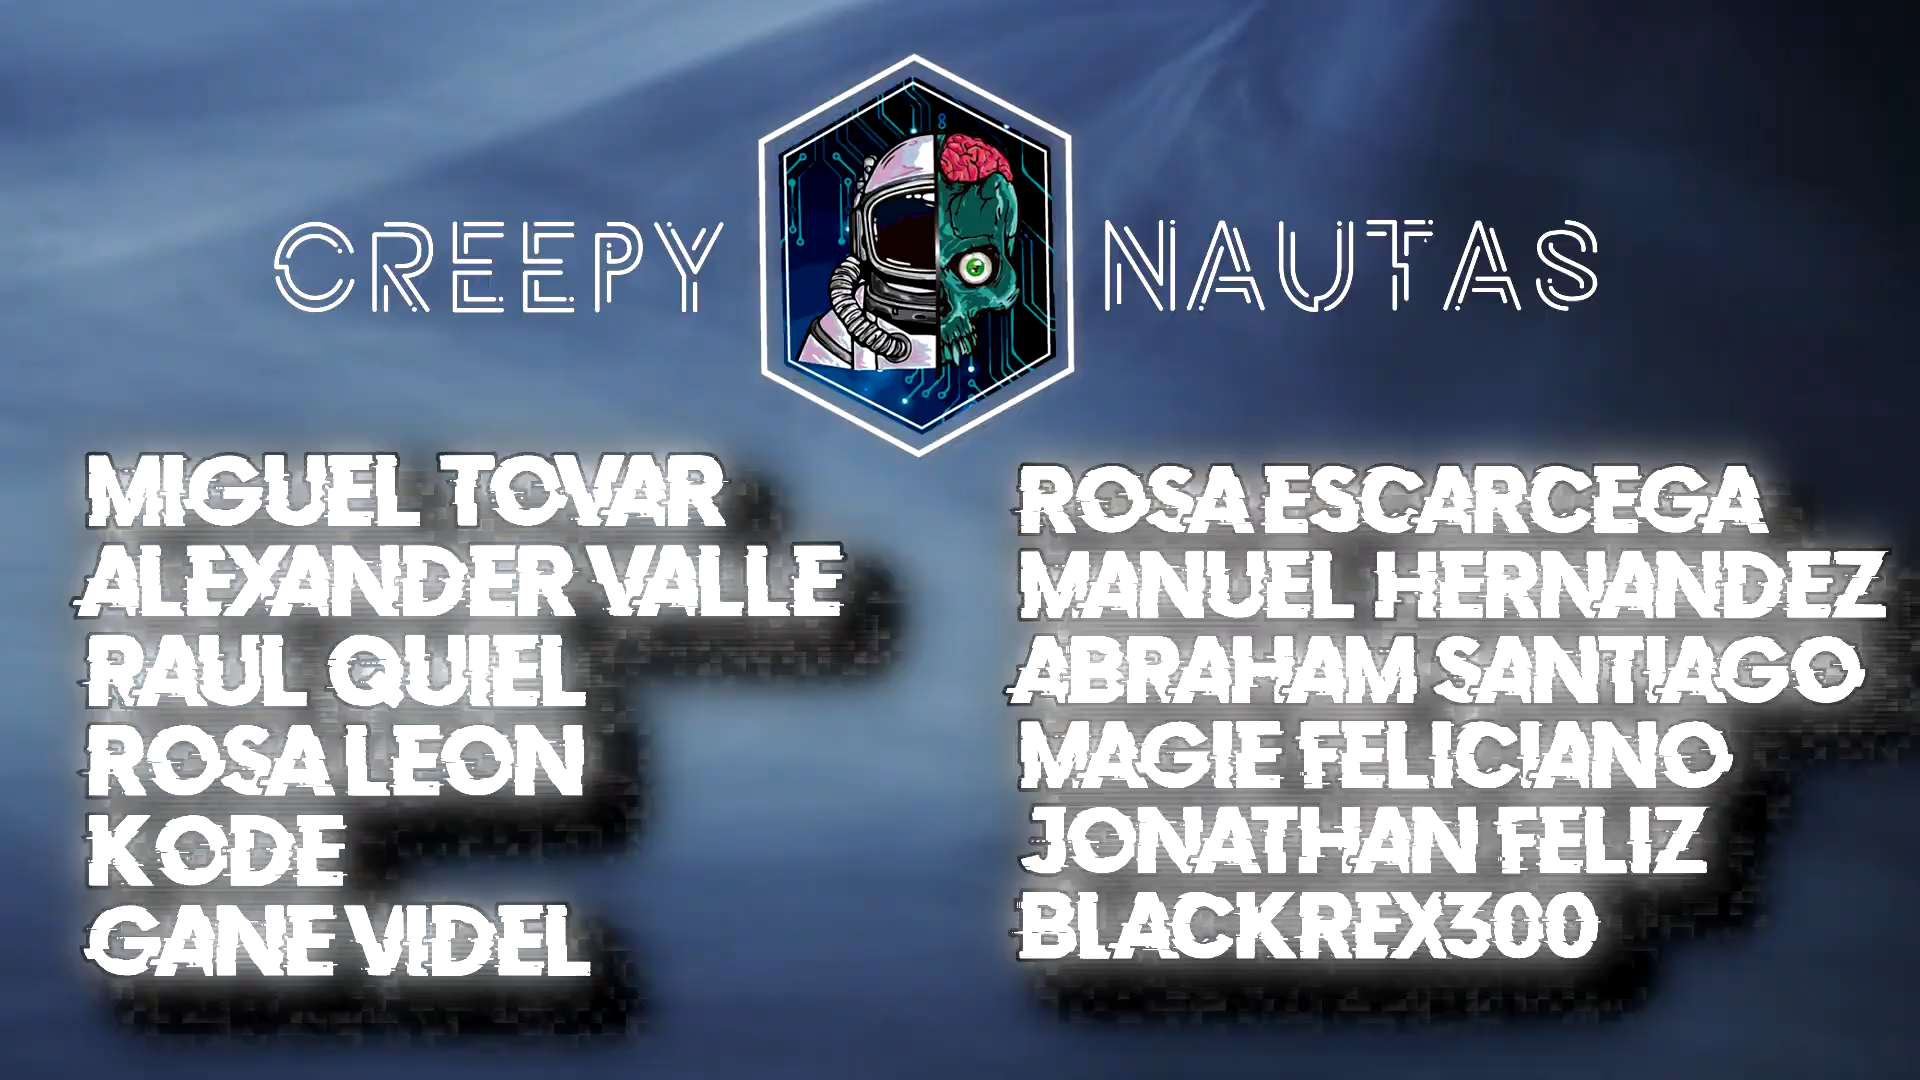 CREEPY NAUTAS
MIGUEL TOVAR
ALEXANDER VALLE
RAUL QUIEL
ROSA LEON
KODE
GANE VIDEL
ROSA ESCARCEGA
MANUEL HERNANDEZ
ABRAHAM SANTIAGO
MAGIE FELICIANO
JONATHAN FELIZ
BLACKREX300